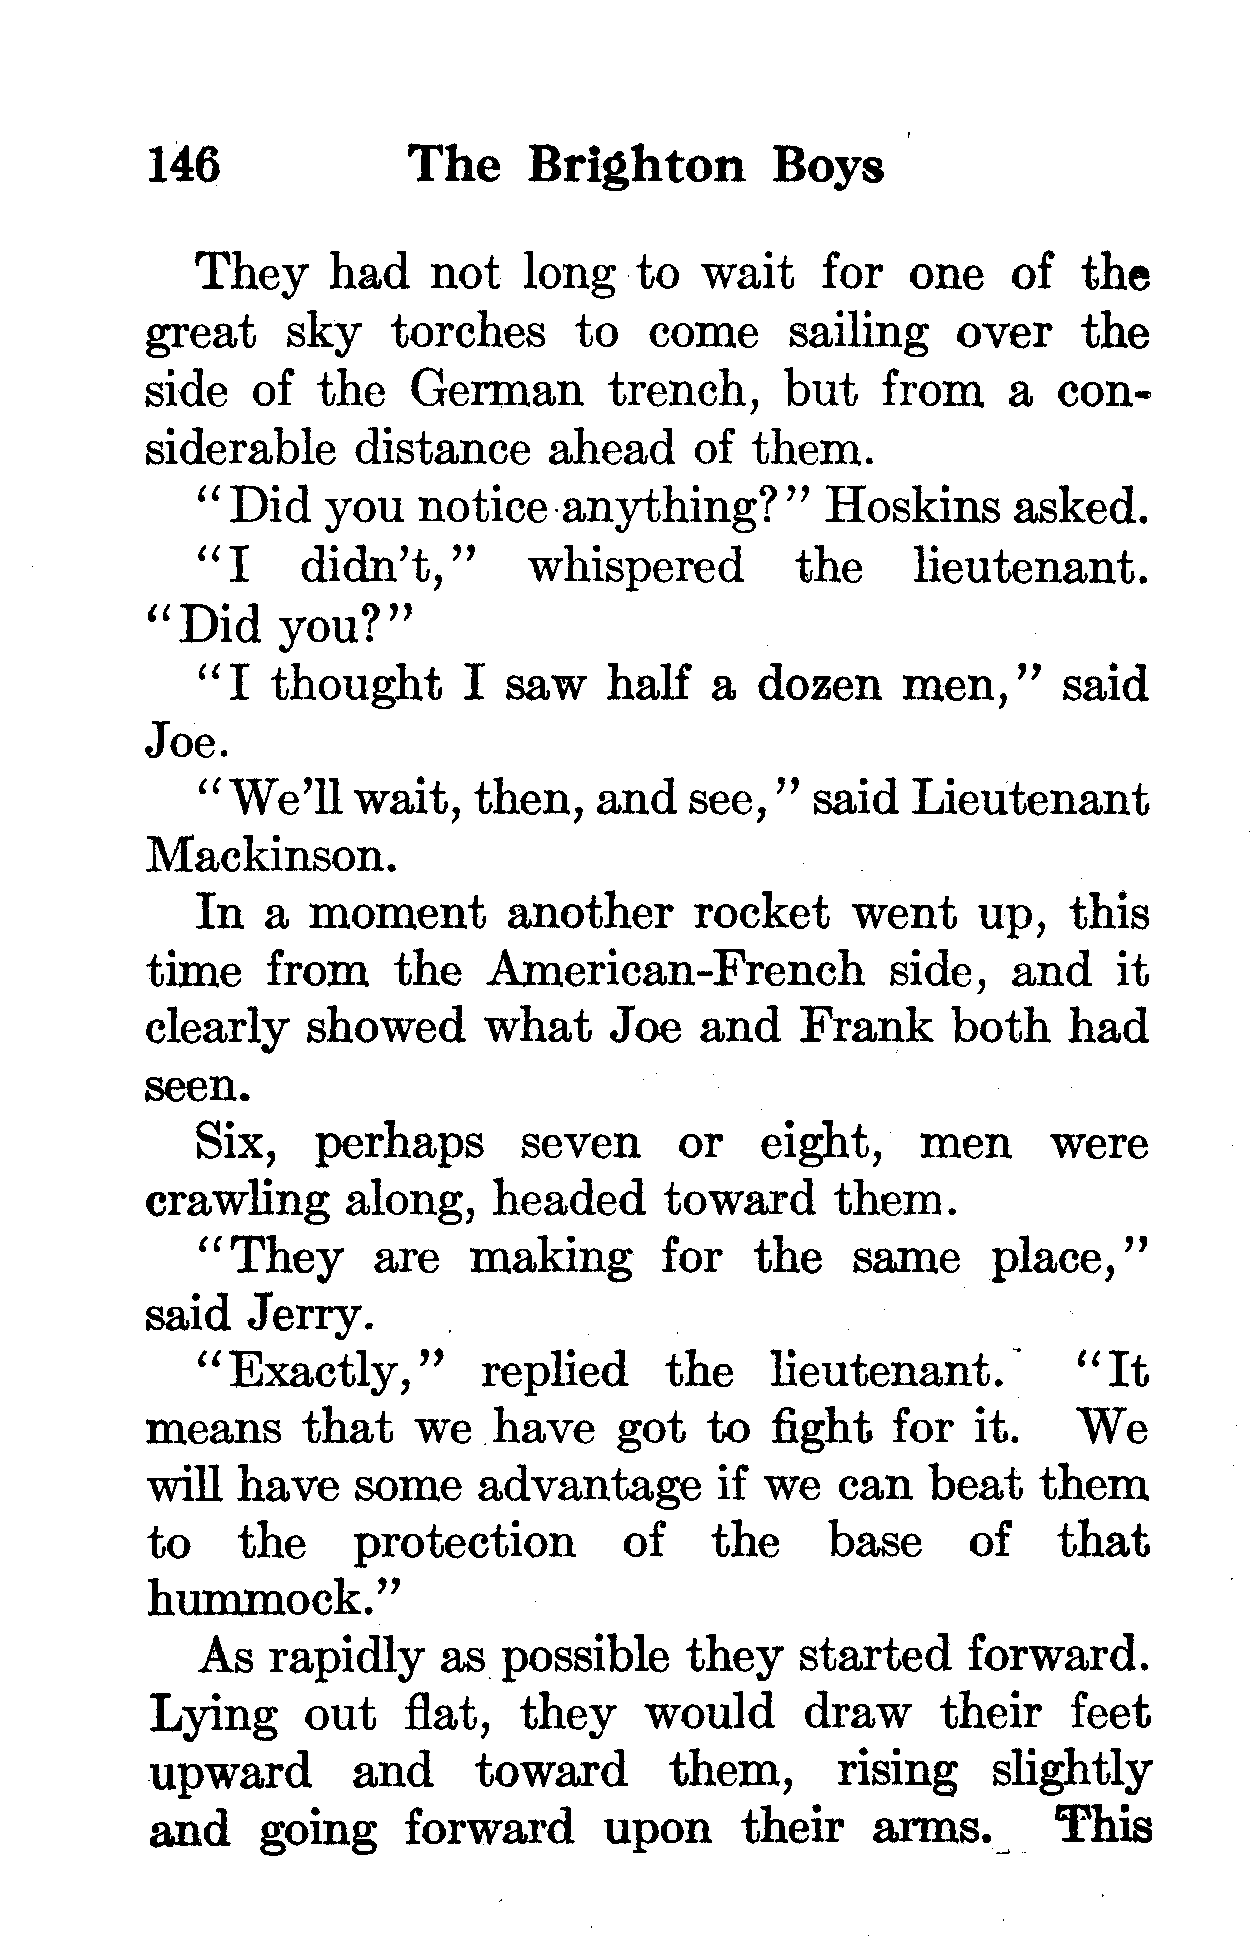 146 The Brighton Boys
They had not long to wait for one of the
great sky torches to come sailing over the
side of the German trench, but from a con-
siderable distance ahead of them.
"Did you notice anything?" Hoskins asked.
"I didn't," whispered the lieutenant.
"Did you?"
"I thought I saw half a dozen men," said
Joe.
"We'll wait, then, and see," said Lieutenant
Mackinson.
In a moment another rocket went up, this
time from the American-French side, and it
clearly showed what Joe and Frank both had
seen.
Six, perhaps seven or eight, men were
crawling along, headed toward them.
"They are making for the same place,"
said Jerry.
"Exactly," replied the lieutenant. "It
means that we have got to fight for it. We
will have some advantage if we can beat them
to the protection of the base of that
hummock."
As rapidly as possible they started forward.
Lying out flat, they would draw their feet
upward and toward them, rising slightly
and going forward upon their arms. This